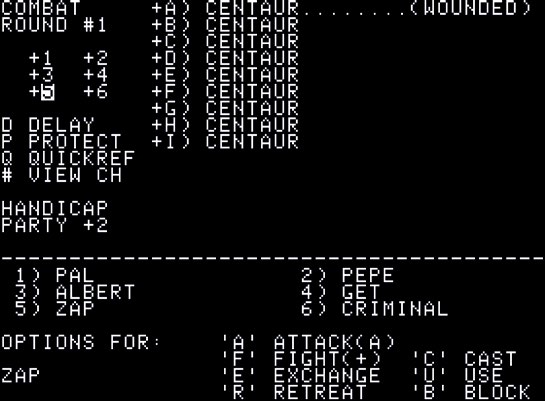 COMBAT +A) CENTAUR........(WOUNDED)
ROUND #1 +B) CENTAUR
+C) CENTAUR
+1 +2 +D) CENTAUR
+3 +4 +E) CENTAUR
+5 +6 +F) CENTAUR
+G) CENTAUR
D DELAY +H) CENTAUR
P PROTECT +I) CENTAUR
Q QUICKREF
# VIEW CH
HANDICAP
PARTY +2
----------------------------------------
1) PAL 2) PEPE
3) ALBERT 4) GET
5) ZAP 6) CRIMINAL
OPTIONS FOR: 'A' ATTACK(A)
'F' FIGHT(+) 'C' CAST
ZAP 'E' EXCHANGE 'U' USE
'R' RETREAT 'B' BLOCK